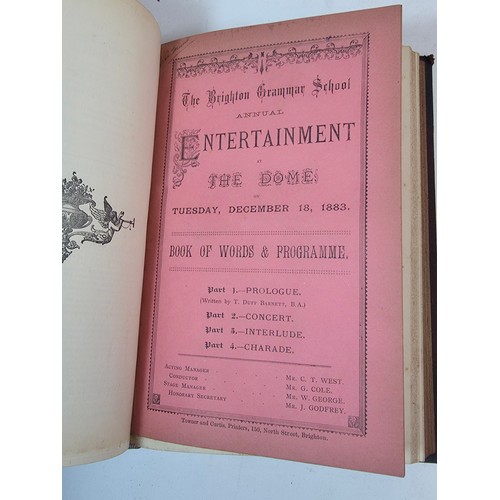 The Brighton Grammar School
ANNUAL
ENTERTAINMENT
AT
THE DOME,
ON
TUESDAY, DECEMBER 18, 1883.
BOOK OF WORDS & PROGRAMME.
Part 1.—PROLOGUE.
(Written by T. Duff Barnett, B.A.)
Part 2.—CONCERT.
Part 3.—INTERLUDE.
Part 4.—CHARADE.
Acting Manager Mr. C. T. WEST.
Conductor Mr. G. COLE.
Stage Manager Mr. W. GEORGE.
Honorary Secretary Mr. J. GODFREY.
Towner and Curtis, Printers, 150, North Street, Brighton.